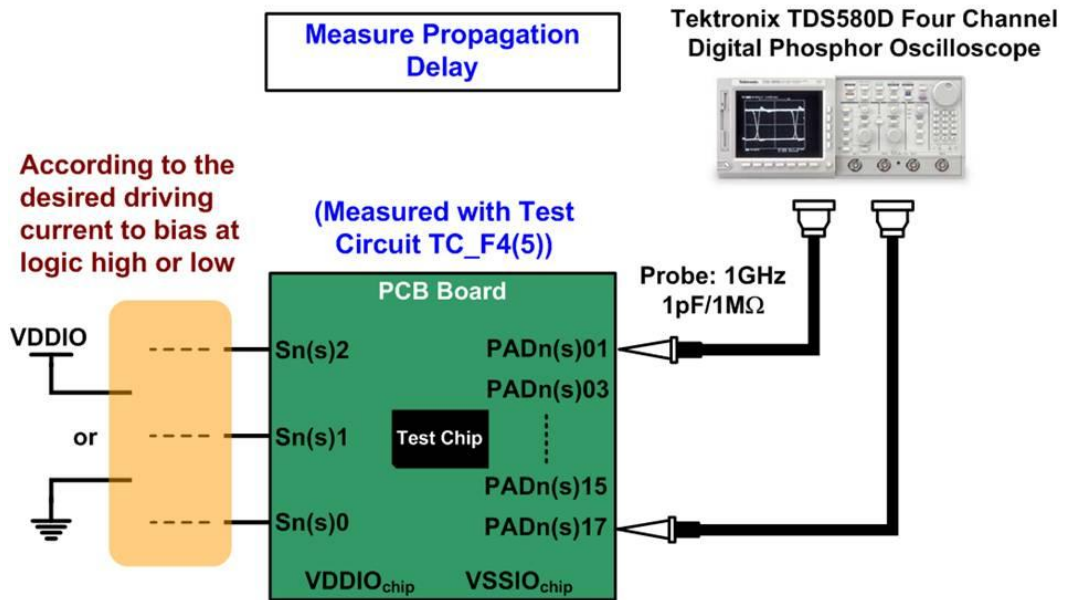 Measure Propagation
Delay
Tektronix TDS580D Four Channel
Digital Phosphor Oscilloscope
According to the
desired driving
current to bias at
logic high or low
(Measured with Test
Circuit TC_F4(5))
Probe: 1GHz
1pF/1MΩ
PCB Board
VDDIO
or
Sn(s)2
Sn(s)1
Sn(s)0
PADn(s)01
PADn(s)03
Test Chip
PADn(s)15
PADn(s)17
VDDIOchip
VSSIOchip